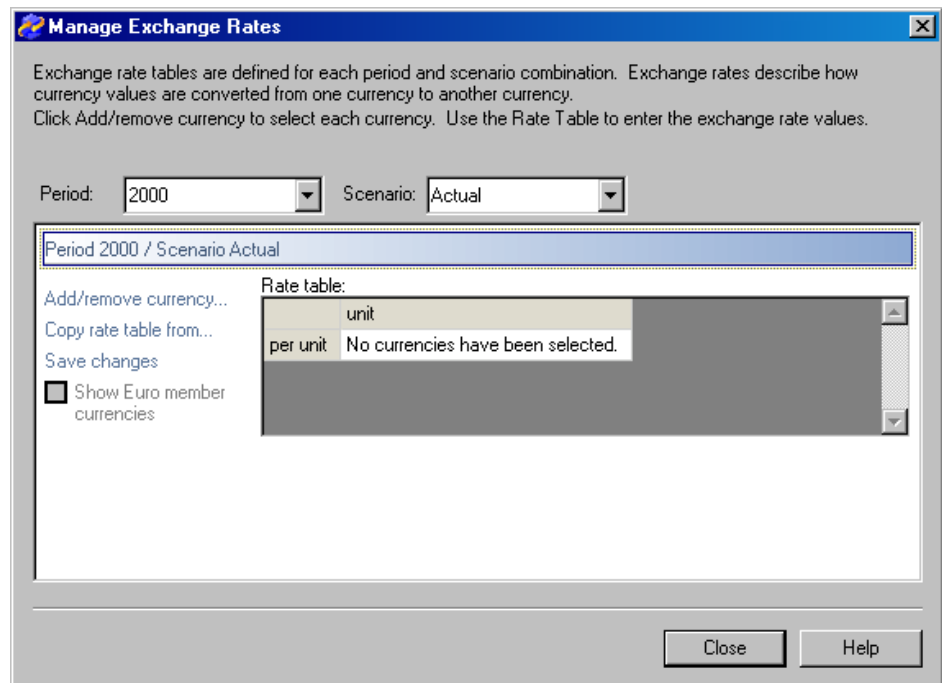 Manage Exchange Rates
Exchange rate tables are defined for each period and scenario combination. Exchange rates describe how
currency values are converted from one currency to another currency.
Click Add/remove currency to select each currency. Use the Rate Table to enter the exchange rate values.
Period: 2000 Scenario: Actual
Period 2000 / Scenario Actual
Add/remove currency...
Copy rate table from...
Save changes
Show Euro member
currencies
Rate table:
unit
per unit No currencies have been selected.
Close Help